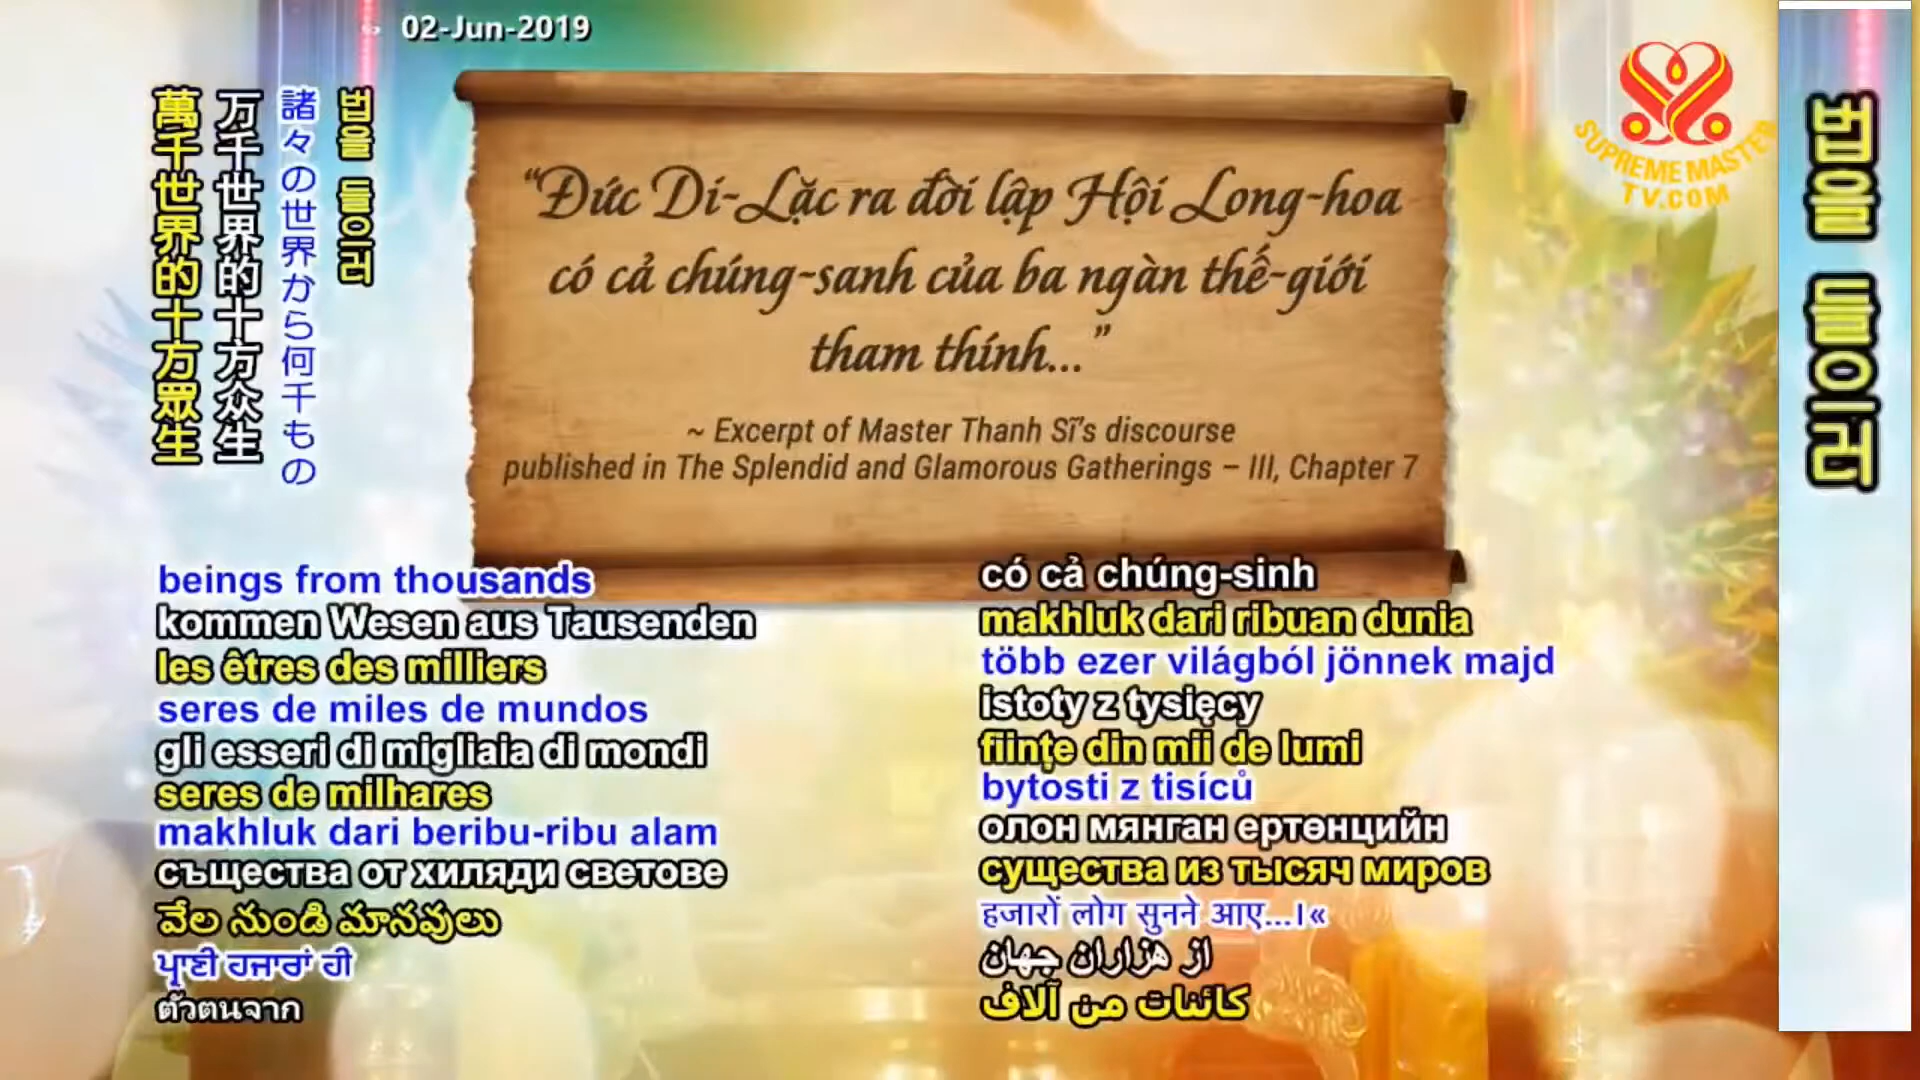 02-Jun-2019
萬千世界的十方眾生
万千世界的十方众生
諸々の世界から何千もの
법을 들으러
“Đức Di-Lặc ra đời lập Hội Long-hoa
có cả chúng-sanh của ba ngàn thế-giới
tham thính...”
~ Excerpt of Master Thanh Sĩ’s discourse
published in The Splendid and Glamorous Gatherings – III, Chapter 7
SUPREME MASTER
TV.COM
법을 들으러
beings from thousands
kommen Wesen aus Tausenden
les êtres des milliers
seres de miles de mundos
gli esseri di migliaia di mondi
seres de milhares
makhluk dari beribu-ribu alam
същества от хиляди светове
వేల నుండి మానవులు
ਪ੍ਰਾਣੀ ਹਜਾਰਾਂ ਹੀ
ตัวตนจาก
có cả chúng-sinh
makhluk dari ribuan dunia
több ezer világból jönnek majd
istoty z tysięcy
ființe din mii de lumi
bytosti z tisíců
олон мянган ертөнцийн
существа из тысяч миров
हजारों लोग सुनने आए...।«
از هزاران جهان
كائنات من آلاف